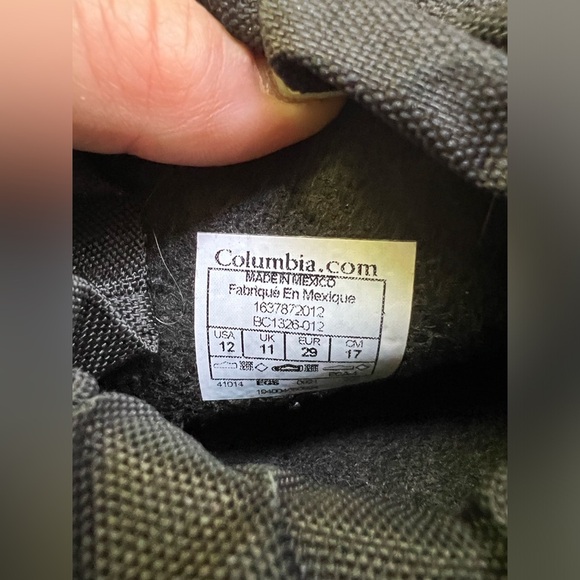 Columbia.com
MADE IN MEXICO
Fabriqué En Mexique
1637872012
BC1326-012
USA UK EUR CM
12 11 29 17
41014